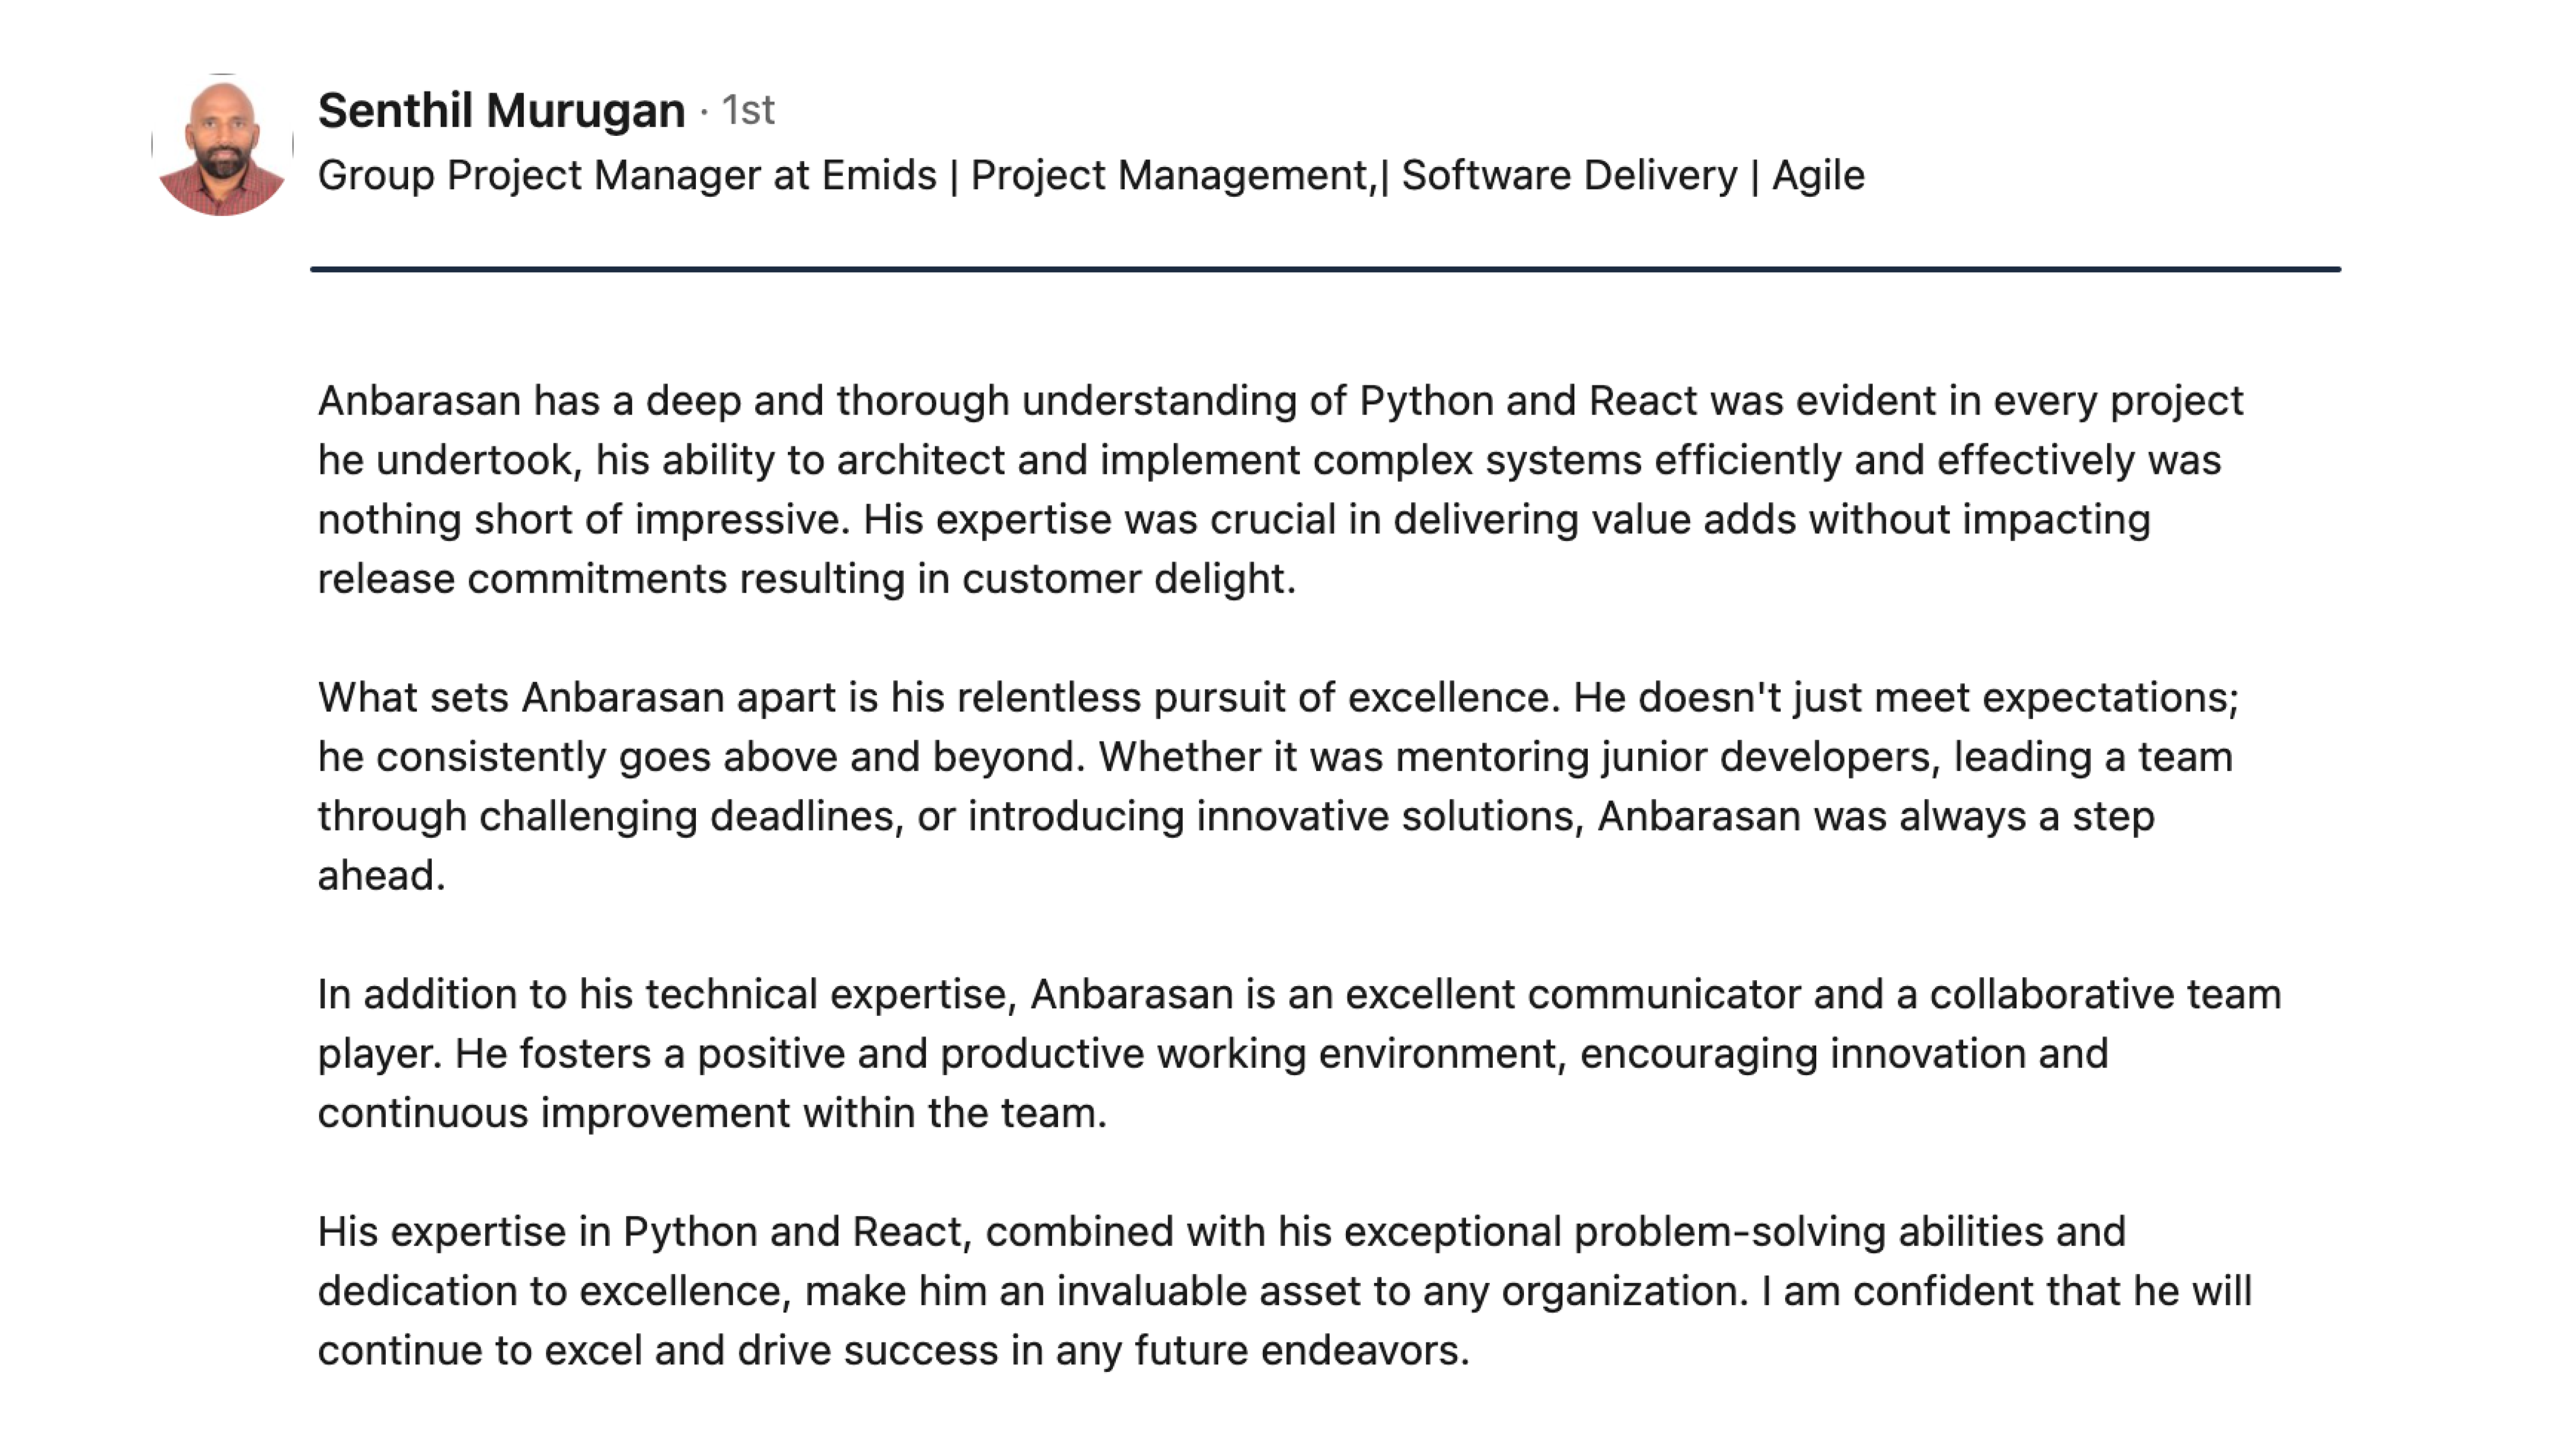 Senthil Murugan · 1st
Group Project Manager at Emids | Project Management,| Software Delivery | Agile
Anbarasan has a deep and thorough understanding of Python and React was evident in every project
he undertook, his ability to architect and implement complex systems efficiently and effectively was
nothing short of impressive. His expertise was crucial in delivering value adds without impacting
release commitments resulting in customer delight.
What sets Anbarasan apart is his relentless pursuit of excellence. He doesn't just meet expectations;
he consistently goes above and beyond. Whether it was mentoring junior developers, leading a team
through challenging deadlines, or introducing innovative solutions, Anbarasan was always a step
ahead.
In addition to his technical expertise, Anbarasan is an excellent communicator and a collaborative team
player. He fosters a positive and productive working environment, encouraging innovation and
continuous improvement within the team.
His expertise in Python and React, combined with his exceptional problem-solving abilities and
dedication to excellence, make him an invaluable asset to any organization. I am confident that he will
continue to excel and drive success in any future endeavors.